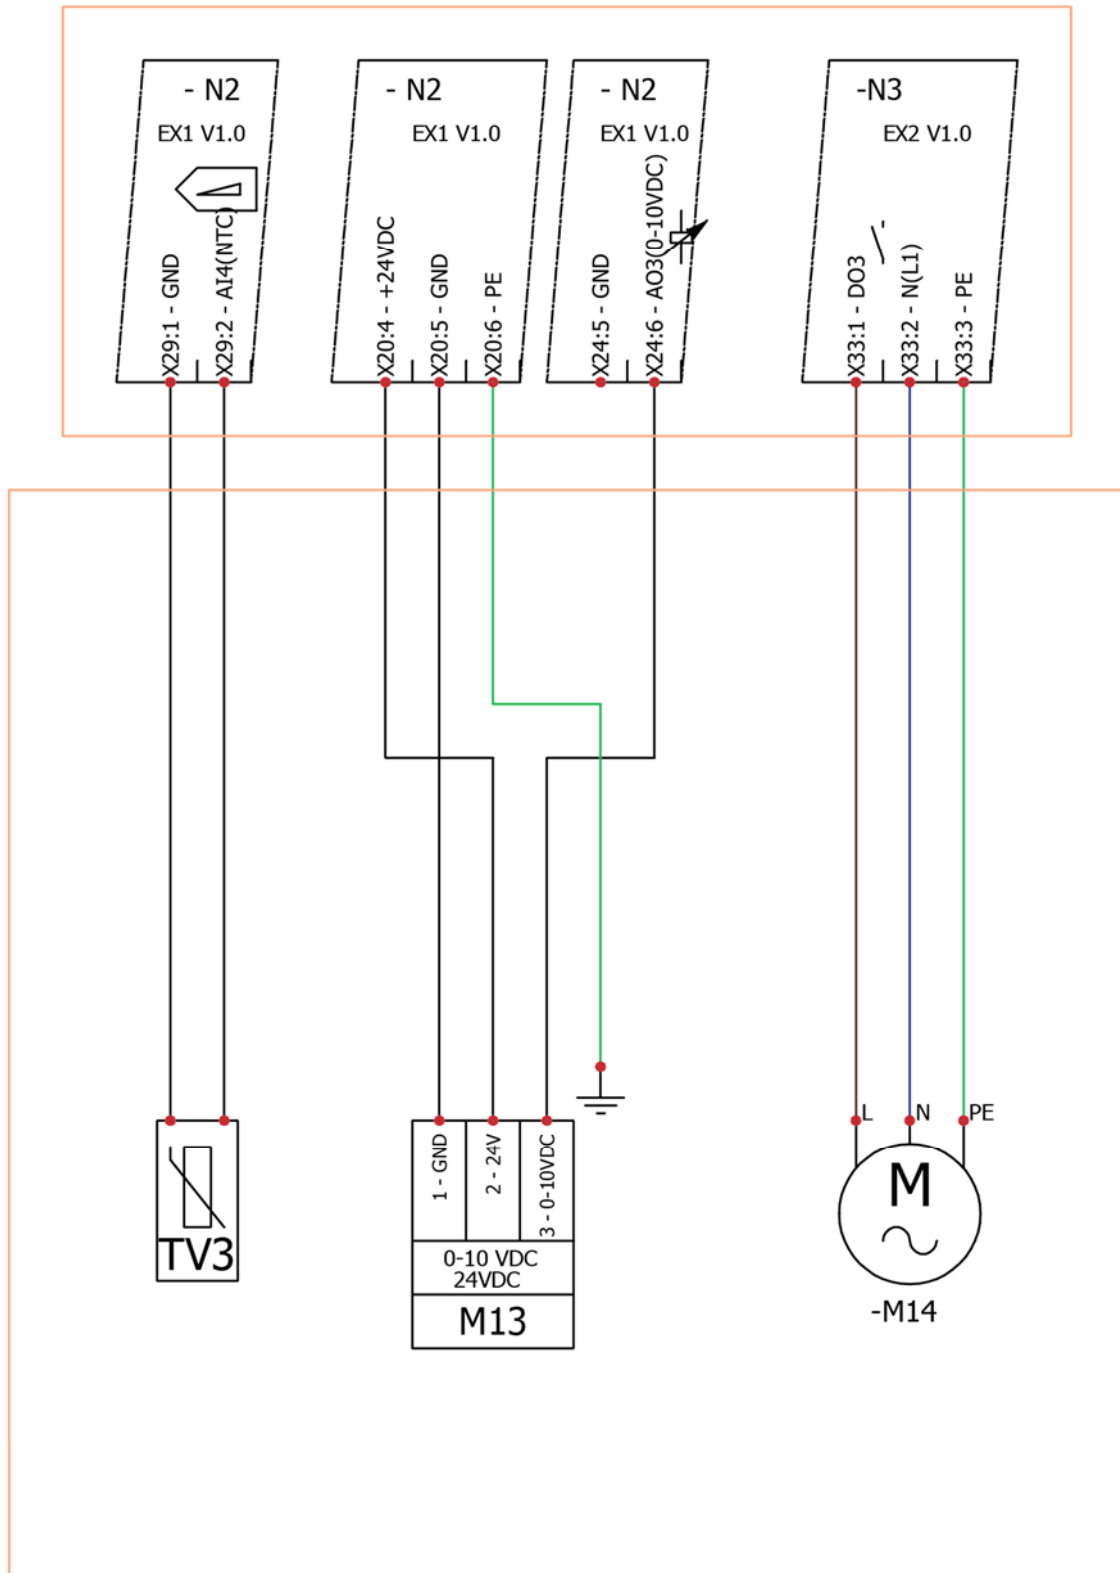 - N2
EX1 V1.0
X29:1 - GND
X29:2 - AI4(NTC)
- N2
EX1 V1.0
X20:4 - +24VDC
X20:5 - GND
X20:6 - PE
- N2
EX1 V1.0
X24:5 - GND
X24:6 - AO3(0-10VDC)
-N3
EX2 V1.0
X33:1 - DO3
X33:2 - N(L1)
X33:3 - PE
TV3
1 - GND
2 - 24V
3 - 0-10VDC
0-10 VDC
24VDC
M13
L
N
PE
M
-M14